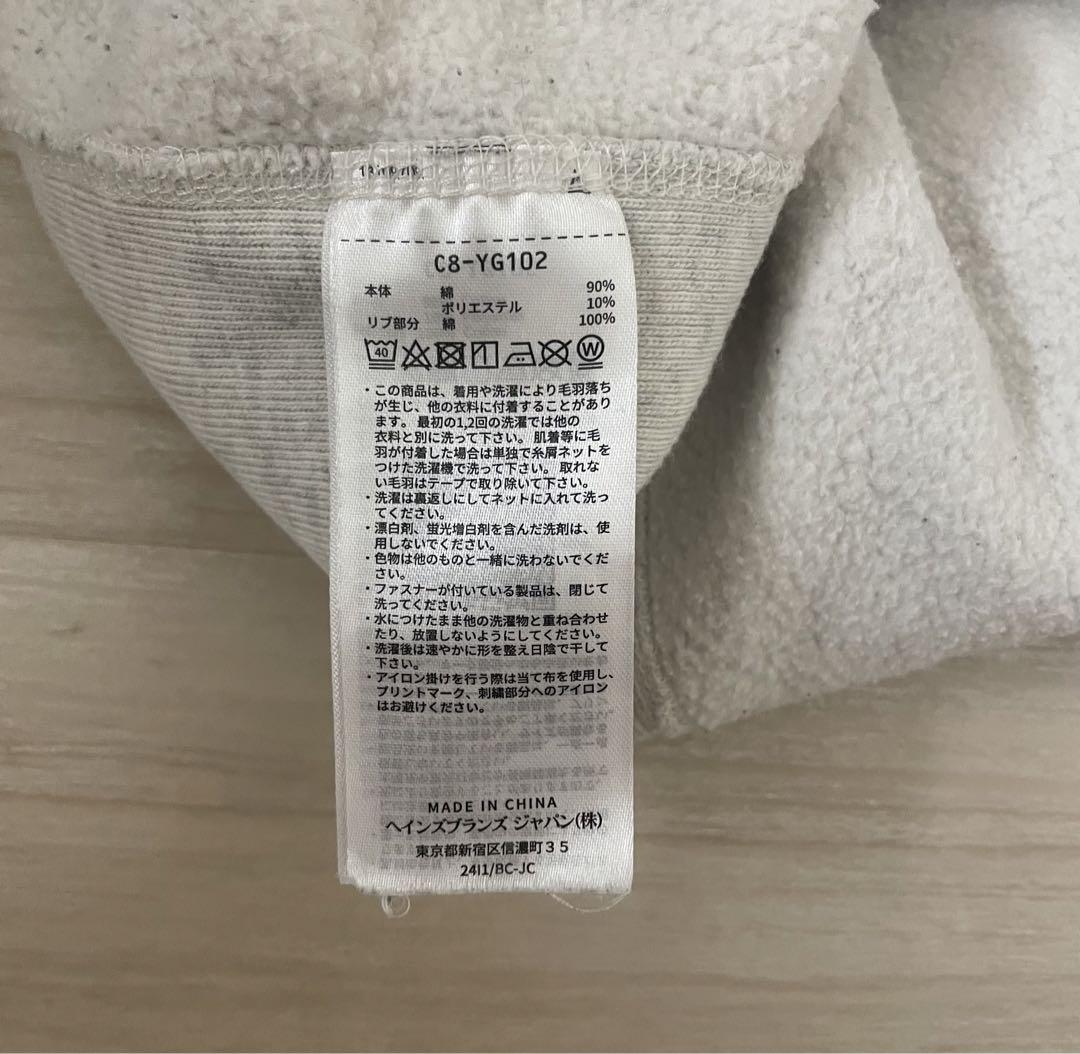 C8-YG102
本体 綿 90%
ポリエステル 10%
リブ部分 綿 100%
40 W
・この商品は、着用や洗濯により毛羽落ち
が生じ、他の衣料に付着することがあり
ます。最初の1,2回の洗濯では他の
衣料と別に洗って下さい。肌着等に毛
羽が付着した場合は単独で糸屑ネットを
つけた洗濯機で洗って下さい。取れな
い毛羽はテープで取り除いて下さい。
・洗濯は裏返しにしてネットに入れて洗っ
てください。
・漂白剤、蛍光増白剤を含んだ洗剤は、使
用しないでください。
・色物は他のものと一緒に洗わないでくだ
さい。
・ファスナーが付いている製品は、閉じて
洗ってください。
・水につけたまま他の洗濯物と重ね合わせ
たり、放置しないようにしてください。
・洗濯後は速やかに形を整え日陰で干して
下さい。
・アイロン掛けを行う際は当て布を使用し、
プリントマーク、刺繍部分へのアイロン
はお避けください。
MADE IN CHINA
ヘインズブランズ ジャパン(株)
東京都新宿区信濃町35
24I1/BC-JC